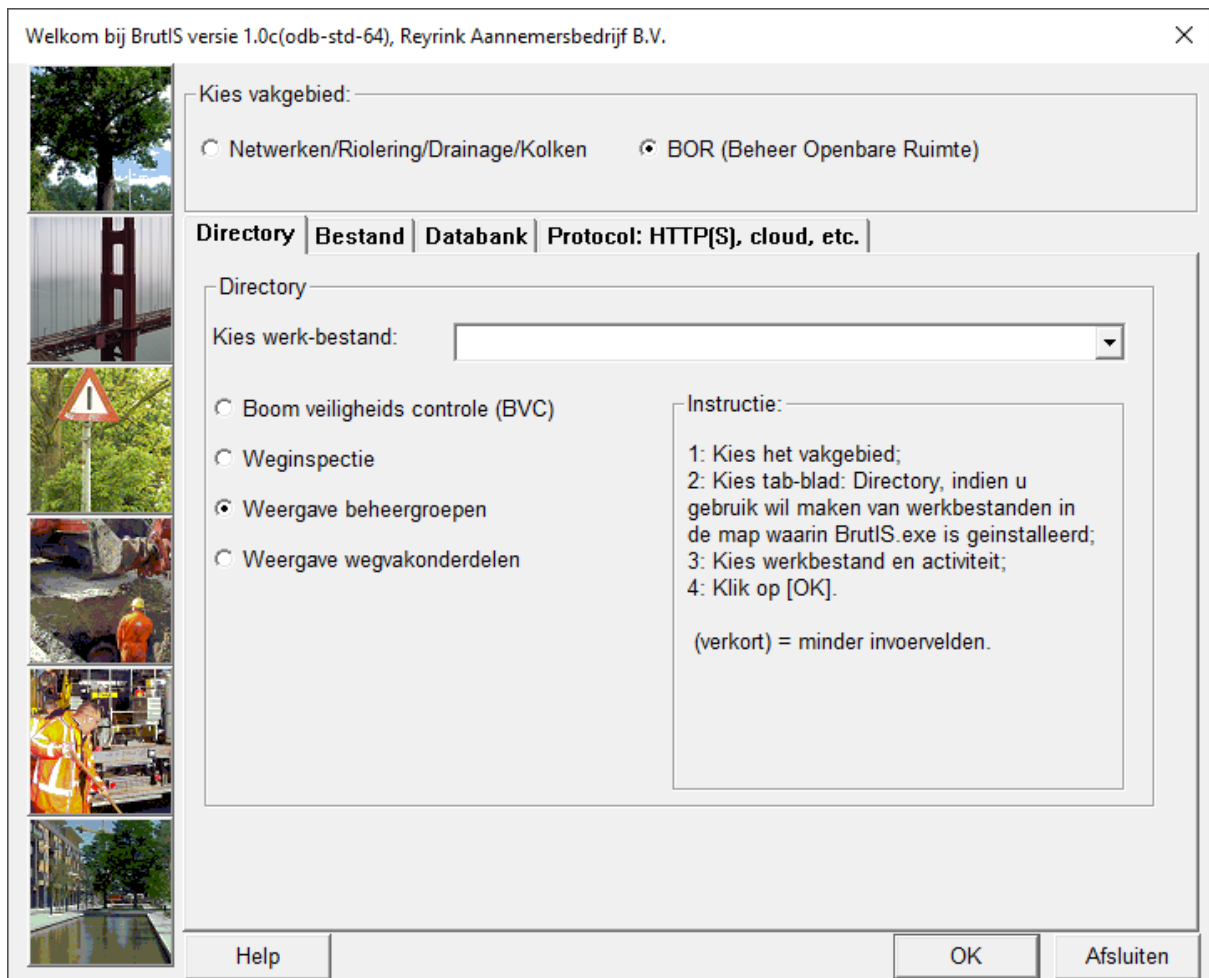 Welkom bij BrutIS versie 1.0c(odb-std-64), Reyrink Aannemersbedrijf B.V.
Kies vakgebied:
Netwerken/Riolering/Drainage/Kolken
BOR (Beheer Openbare Ruimte)
Directory
Bestand
Databank
Protocol: HTTP(S), cloud, etc.
Directory
Kies werk-bestand:
Boom veiligheids controle (BVC)
Weginspectie
Weergave beheergroepen
Weergave wegvakonderdelen
Instructie:
1: Kies het vakgebied;
2: Kies tab-blad: Directory, indien u
gebruik wil maken van werkbestanden in
de map waarin BrutIS.exe is geinstalleerd;
3: Kies werkbestand en activiteit;
4: Klik op [OK].
(verkort) = minder invoervelden.
Help
OK
Afsluiten